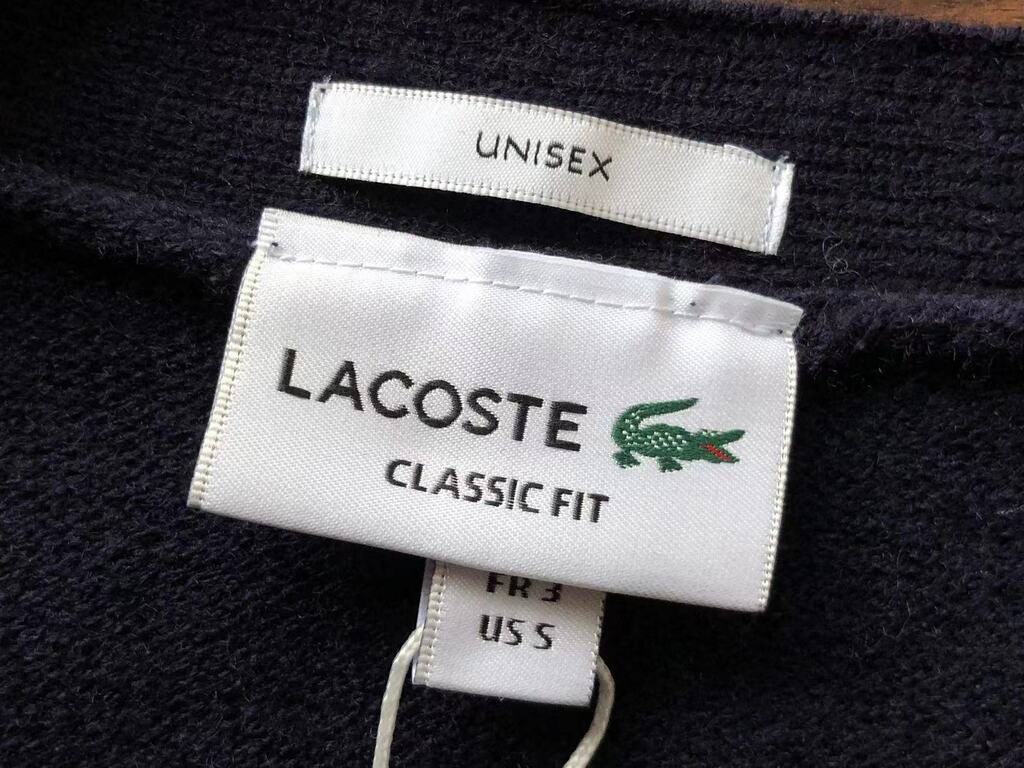 UNISEX
LACOSTE
CLASSIC FIT
FR 3
US S